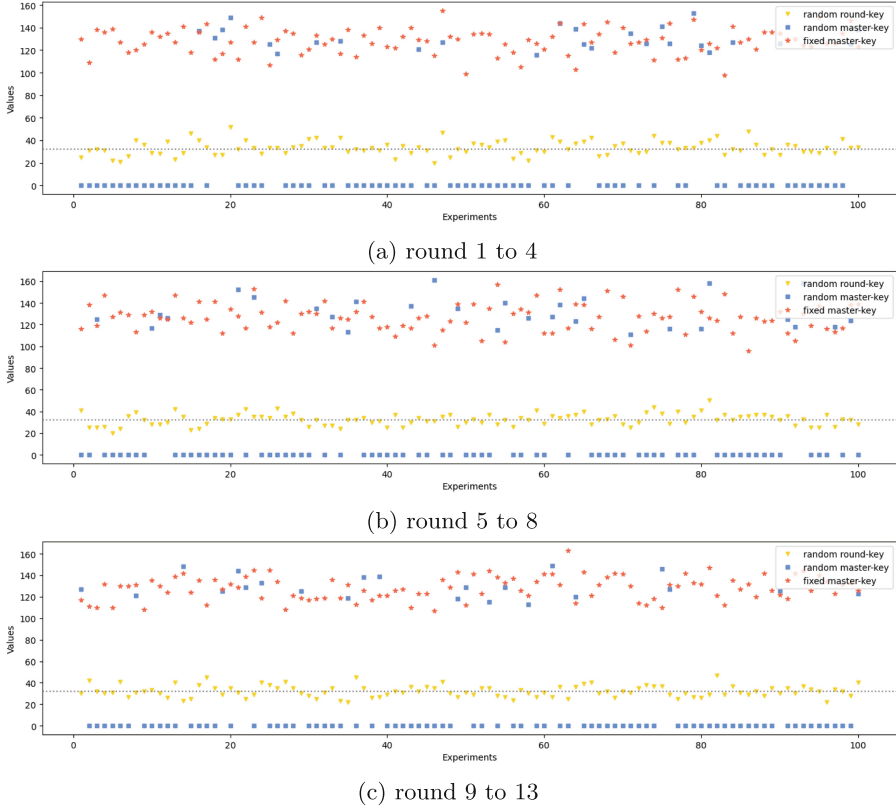 160
140
120
100
80
60
40
20
0
Values
random round-key
random master-key
fixed master-key
0
20
40
60
80
100
Experiments
(a) round 1 to 4
160
140
120
100
80
60
40
20
0
Values
random round-key
random master-key
fixed master-key
0
20
40
60
80
100
Experiments
(b) round 5 to 8
160
140
120
100
80
60
40
20
0
Values
random round-key
random master-key
fixed master-key
0
20
40
60
80
100
Experiments
(c) round 9 to 13